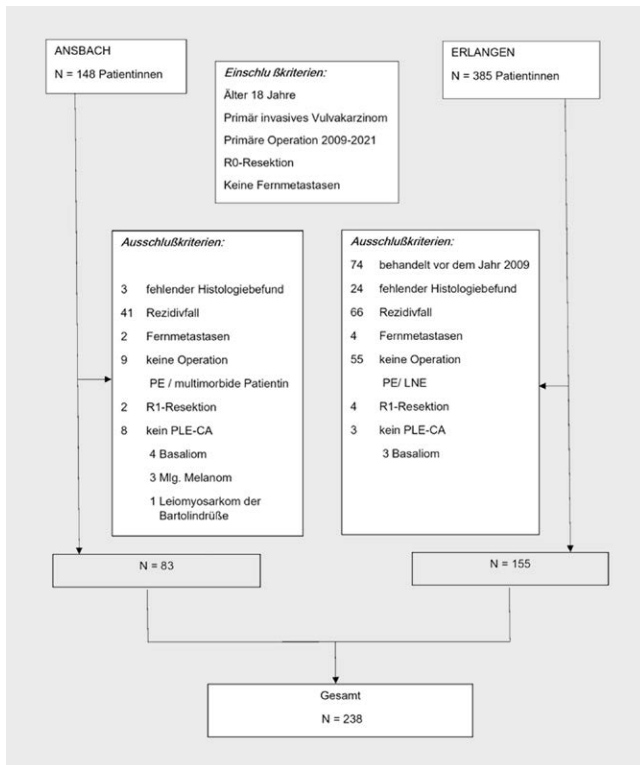 ANSBACH
N = 148 Patientinnen
Einschlußkriterien:
Älter 18 Jahre
Primär invasives Vulvakarzinom
Primäre Operation 2009-2021
R0-Resektion
Keine Fernmetastasen
ERLANGEN
N = 385 Patientinnen
Ausschlußkriterien:
3 fehlender Histologiebefund
41 Rezidivfall
2 Fernmetastasen
9 keine Operation
PE / multimorbide Patientin
2 R1-Resektion
8 kein PLE-CA
4 Basaliom
3 Mlg. Melanom
1 Leiomyosarkom der
Bartolindrüße
Ausschlußkriterien:
74 behandelt vor dem Jahr 2009
24 fehlender Histologiebefund
66 Rezidivfall
4 Fernmetastasen
55 keine Operation
PE/ LNE
4 R1-Resektion
3 kein PLE-CA
3 Basaliom
N = 83
N = 155
Gesamt
N = 238